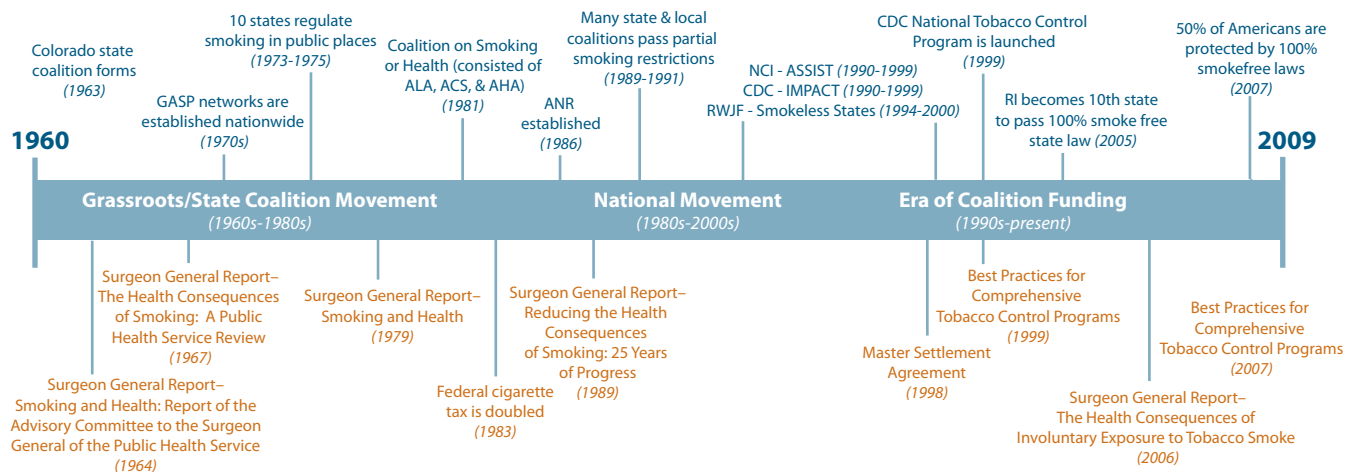 Colorado state
coalition forms
(1963)
GASP networks are
established nationwide
(1970s)
10 states regulate
smoking in public places
(1973-1975)
Coalition on Smoking
or Health (consisted of
ALA, ACS, & AHA)
(1981)
ANR
established
(1986)
Many state & local
coalitions pass partial
smoking restrictions
(1989-1991)
NCI - ASSIST (1990-1999)
CDC - IMPACT (1990-1999)
RWJF - Smokeless States (1994-2000)
CDC National Tobacco Control
Program is launched
(1999)
RI becomes 10th state
to pass 100% smoke free
state law (2005)
50% of Americans are
protected by 100%
smokefree laws
(2007)
1960
2009
Grassroots/State Coalition Movement
(1960s-1980s)
National Movement
(1980s-2000s)
Era of Coalition Funding
(1990s-present)
Surgeon General Report–
Smoking and Health: Report of the
Advisory Committee to the Surgeon
General of the Public Health Service
(1964)
Surgeon General Report–
The Health Consequences
of Smoking: A Public
Health Service Review
(1967)
Surgeon General Report–
Smoking and Health
(1979)
Federal cigarette
tax is doubled
(1983)
Surgeon General Report–
Reducing the Health
Consequences
of Smoking: 25 Years
of Progress
(1989)
Master Settlement
Agreement
(1998)
Best Practices for
Comprehensive
Tobacco Control Programs
(1999)
Surgeon General Report–
The Health Consequences of
Involuntary Exposure to Tobacco Smoke
(2006)
Best Practices for
Comprehensive
Tobacco Control Programs
(2007)